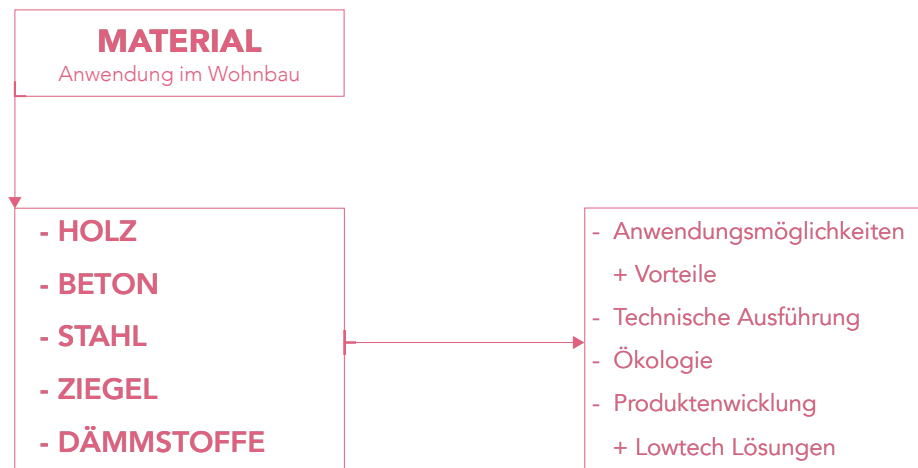 MATERIAL
Anwendung im Wohnbau
- HOLZ
- BETON
- STAHL
- ZIEGEL
- DÄMMSTOFFE
- Anwendungsmöglichkeiten
+ Vorteile
- Technische Ausführung
- Ökologie
- Produktenwicklung
+ Lowtech Lösungen